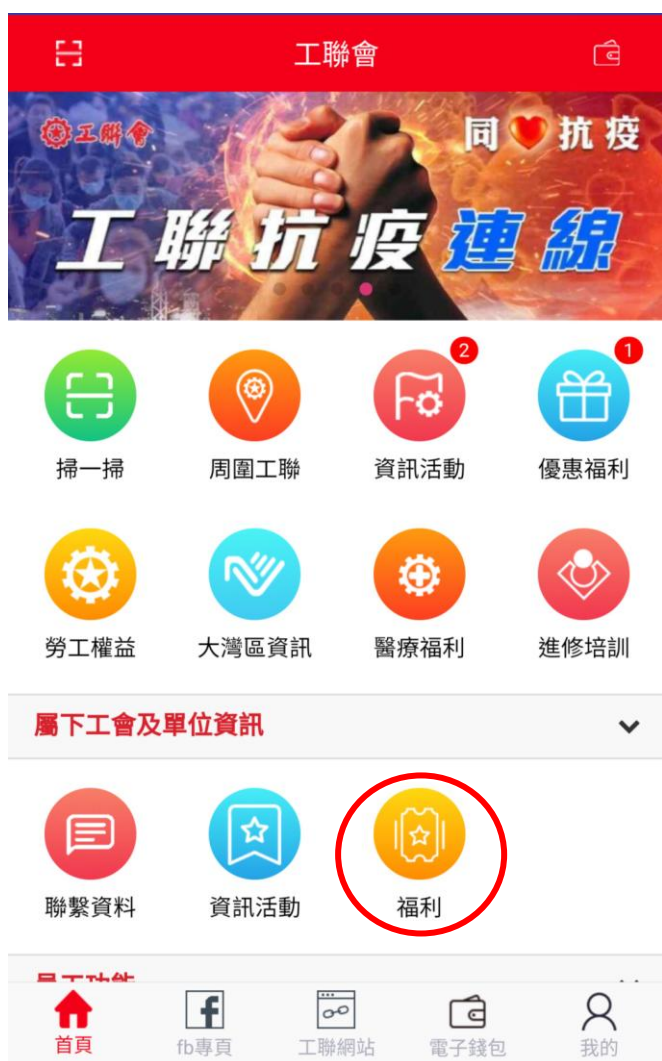 工聯會
工聯會
同 抗疫
工聯抗疫連線
2
1
掃一掃
周圍工聯
資訊活動
優惠福利
勞工權益
大灣區資訊
醫療福利
進修培訓
屬下工會及單位資訊
聯繫資料
資訊活動
福利
首頁
fb專頁
工聯網站
電子錢包
我的